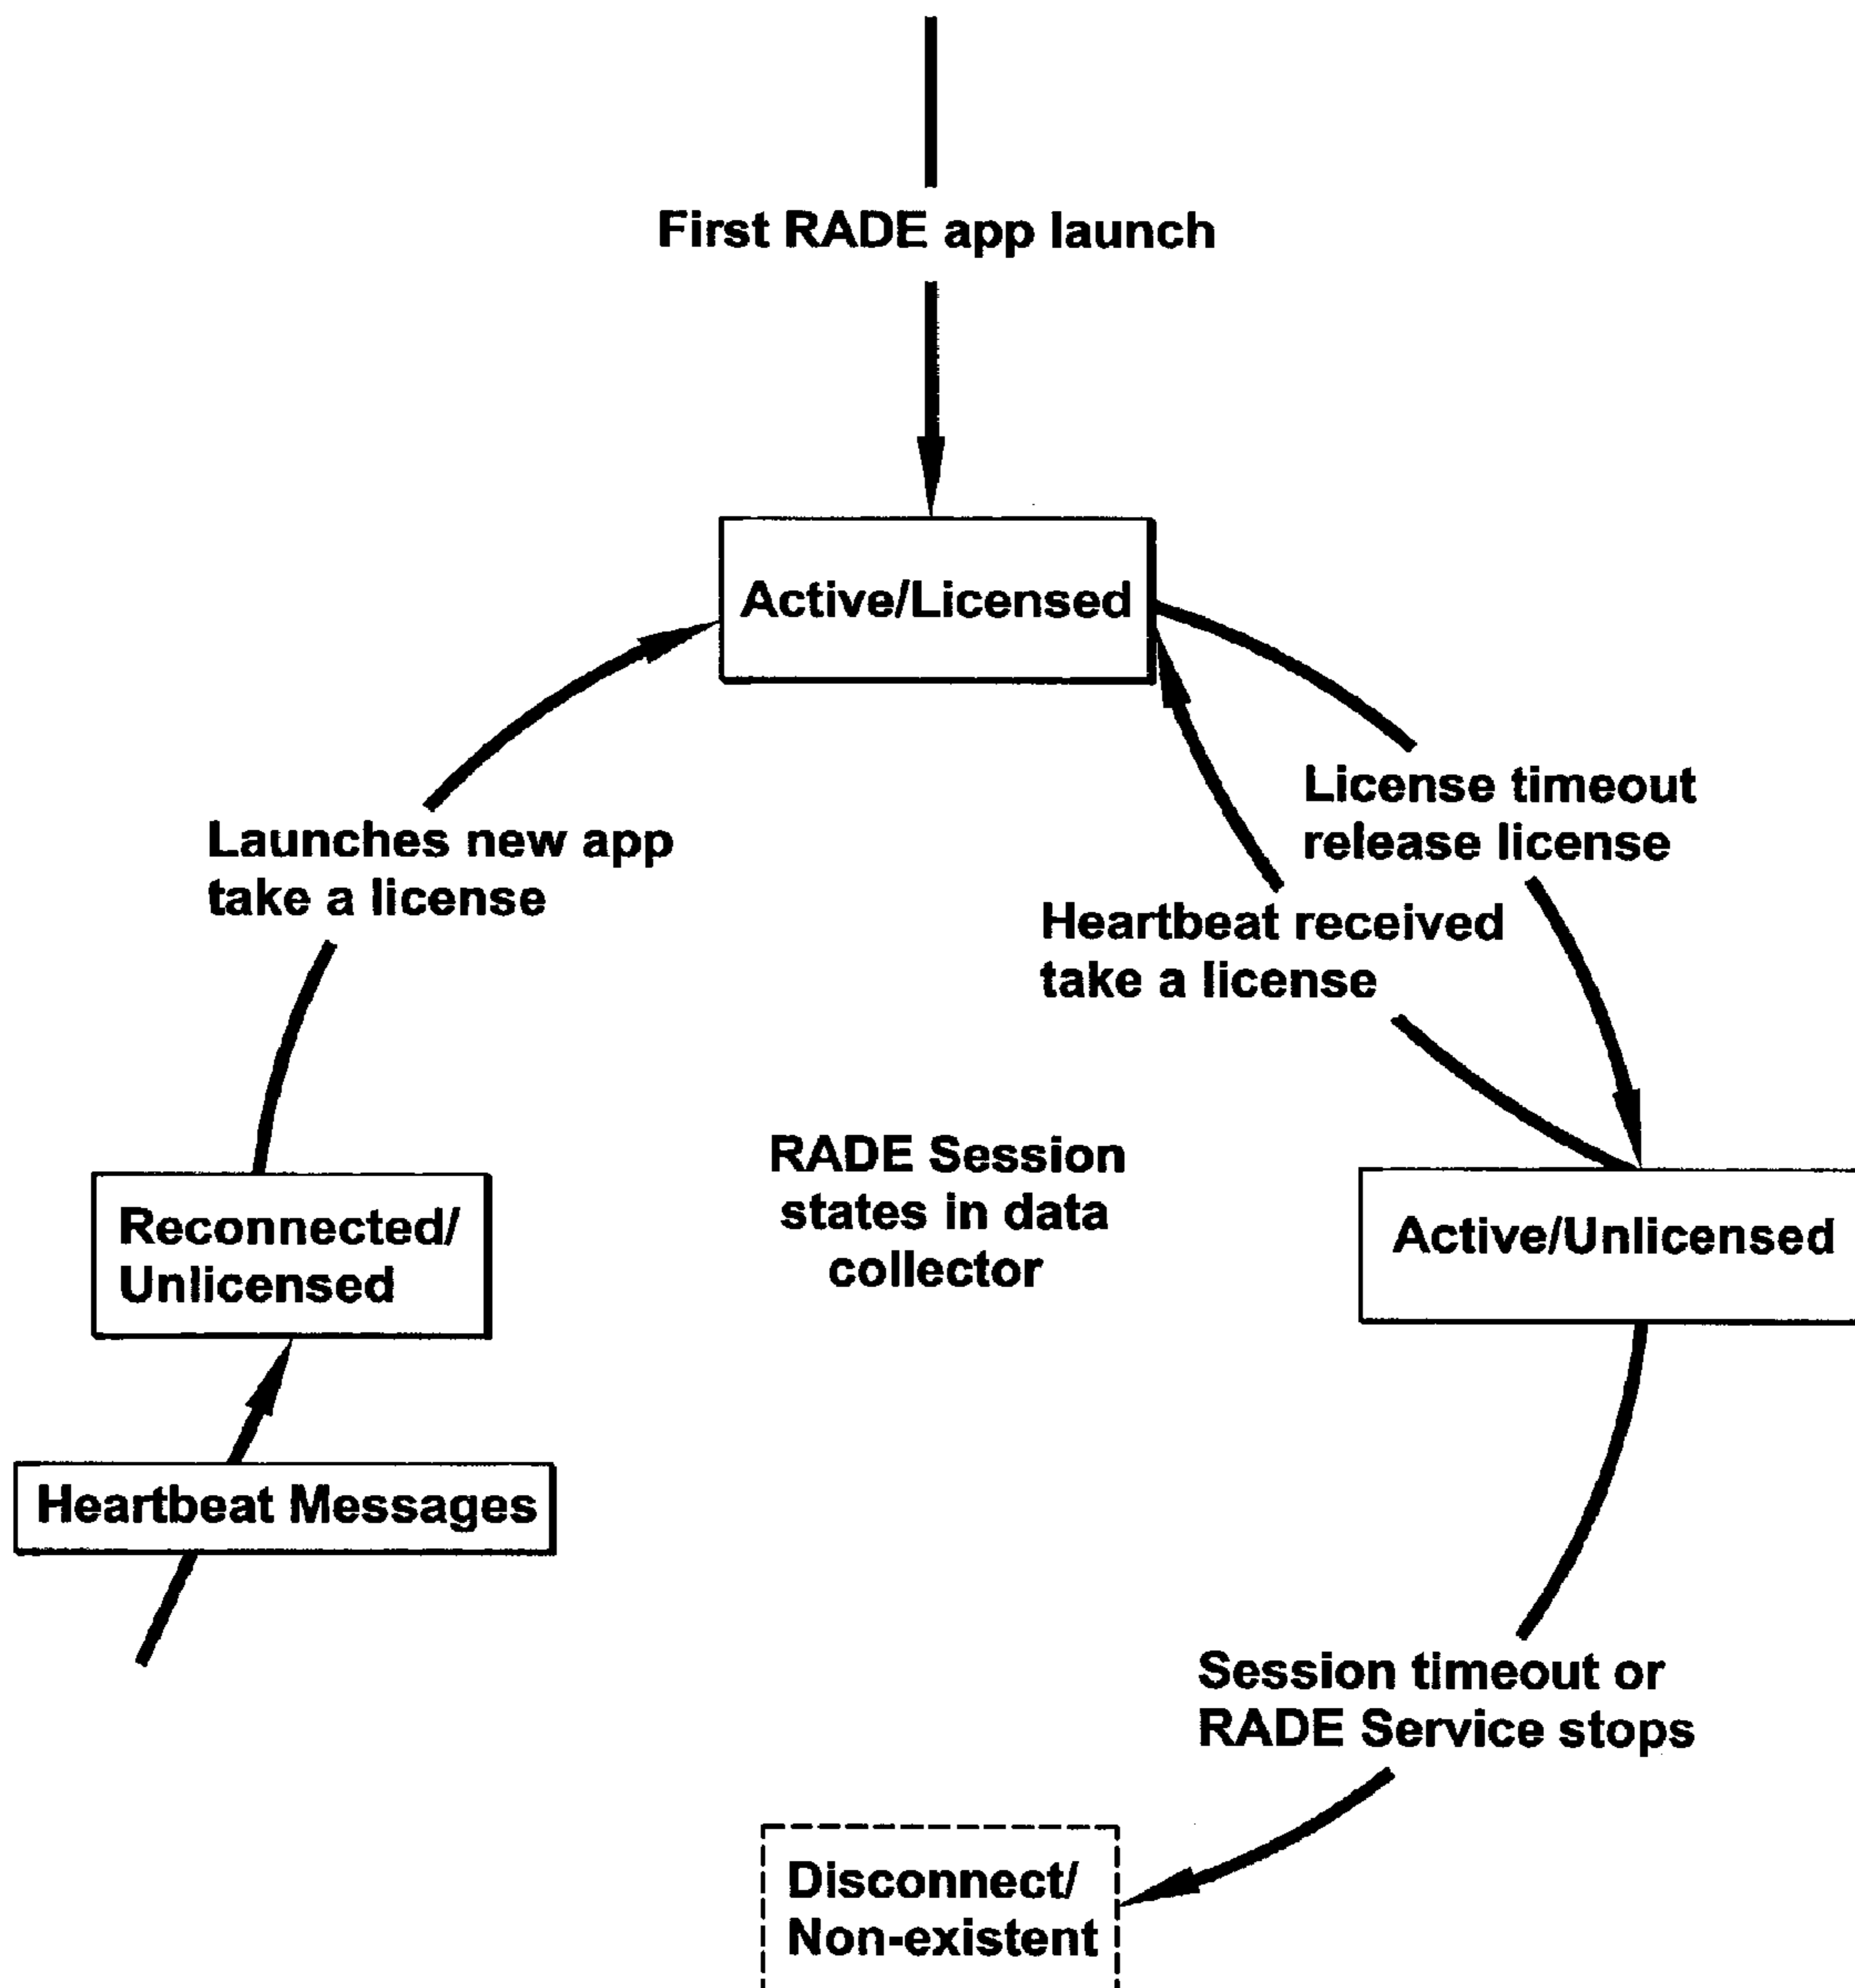 First RADE app launch
Active/Licensed
License timeout
release license
Launches new app
take a license
Heartbeat received
take a license
RADE Session
states in data
collector
Reconnected/
Unlicensed
Active/Unlicensed
Heartbeat Messages
Session timeout or
RADE Service stops
Disconnect/
Non-existent